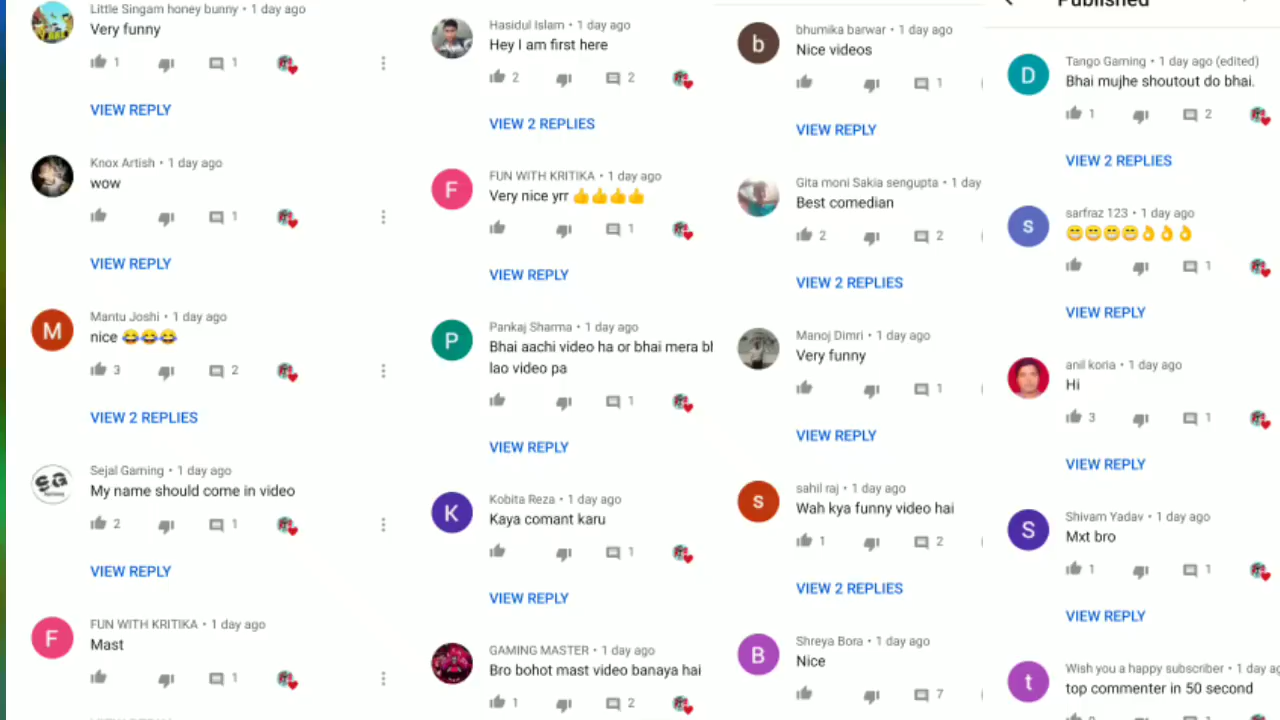 Little Singam honey bunny • 1 day ago
Very funny
1 1
VIEW REPLY
Knox Artish • 1 day ago
wow
1
VIEW REPLY
Mantu Joshi • 1 day ago
nice 😂😂😂
3 2
VIEW 2 REPLIES
SG
Sejal Gaming • 1 day ago
My name should come in video
2 1
VIEW REPLY
F
FUN WITH KRITIKA • 1 day ago
Mast
1
Hasidul Islam • 1 day ago
Hey I am first here
2 2
VIEW 2 REPLIES
F
FUN WITH KRITIKA • 1 day ago
Very nice yrr 👍👍👍👍
1
VIEW REPLY
P
Pankaj Sharma • 1 day ago
Bhai aachi video ha or bhai mera bl
lao video pa
1
VIEW REPLY
K
Kobita Reza • 1 day ago
Kaya comant karu
1
VIEW REPLY
GAMING MASTER • 1 day ago
Bro bohot mast video banaya hai
1 2
b
bhumika barwar • 1 day ago
Nice videos
1
VIEW REPLY
Gita moni Sakia sengupta • 1 day
Best comedian
2 2
VIEW 2 REPLIES
Manoj Dimri • 1 day ago
Very funny
1
VIEW REPLY
s
sahil raj • 1 day ago
Wah kya funny video hai
1 2
VIEW 2 REPLIES
B
Shreya Bora • 1 day ago
Nice
7
Published
D
Tango Gaming • 1 day ago (edited)
Bhai mujhe shoutout do bhai.
1 2
VIEW 2 REPLIES
s
sarfraz 123 • 1 day ago
😁😁😁😁👌👌👌
1
VIEW REPLY
anil koria • 1 day ago
Hi
3 1
VIEW REPLY
S
Shivam Yadav • 1 day ago
Mxt bro
1 1
VIEW REPLY
t
Wish you a happy subscriber • 1 day ag
top commenter in 50 second